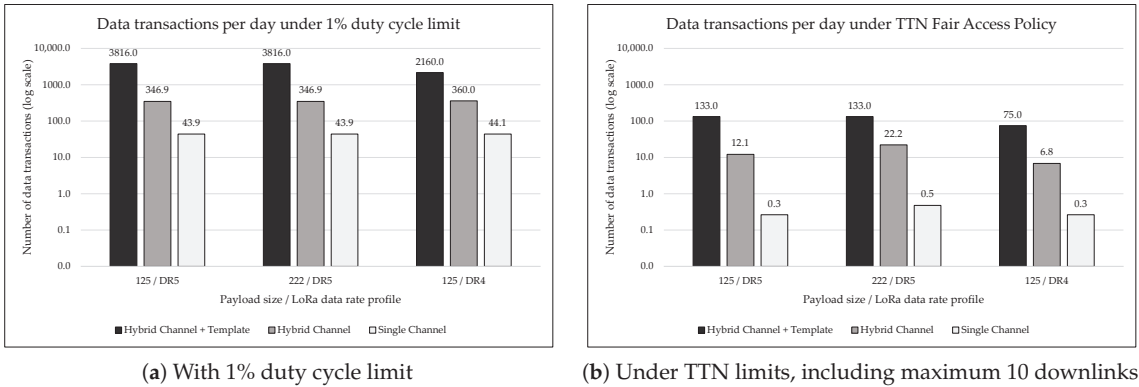 Data transactions per day under 1% duty cycle limit
Number of data transactions (log scale)
10,000.0
1000.0
100.0
10.0
1.0
0.1
0.0
3816.0
346.9
43.9
3816.0
346.9
43.9
2160.0
360.0
44.1
125 / DR5
222 / DR5
125 / DR4
Payload size / LoRa data rate profile
Hybrid Channel + Template
Hybrid Channel
Single Channel
(a) With 1% duty cycle limit
Data transactions per day under TTN Fair Access Policy
Number of data transactions (log scale)
10,000.0
1000.0
100.0
10.0
1.0
0.1
0.0
133.0
12.1
0.3
133.0
22.2
0.5
75.0
6.8
0.3
125 / DR5
222 / DR5
125 / DR4
Payload size / LoRa data rate profile
Hybrid Channel + Template
Hybrid Channel
Single Channel
(b) Under TTN limits, including maximum 10 downlinks